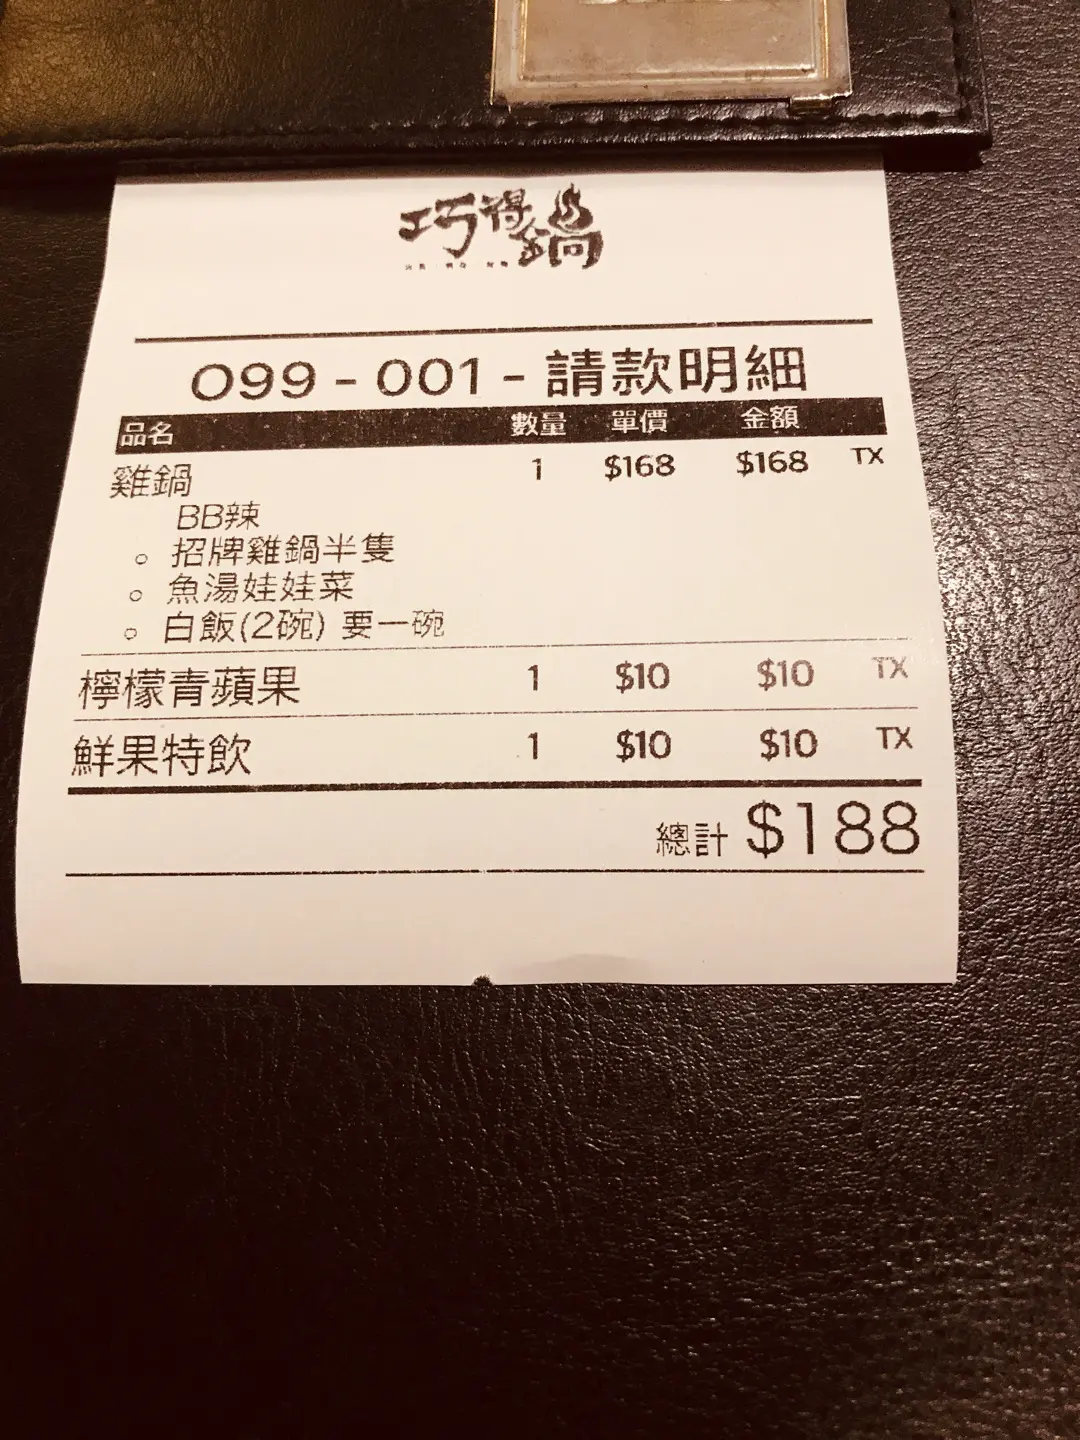 巧得鍋
O99 - 001 - 請款明細
品名 數量 單價 金額
雞鍋 1 $168 $168 TX
BB辣
。 招牌雞鍋半隻
。 魚湯娃娃菜
。 白飯(2碗) 要一碗
檸檬青蘋果 1 $10 $10 TX
鮮果特飲 1 $10 $10 TX
總計 $188